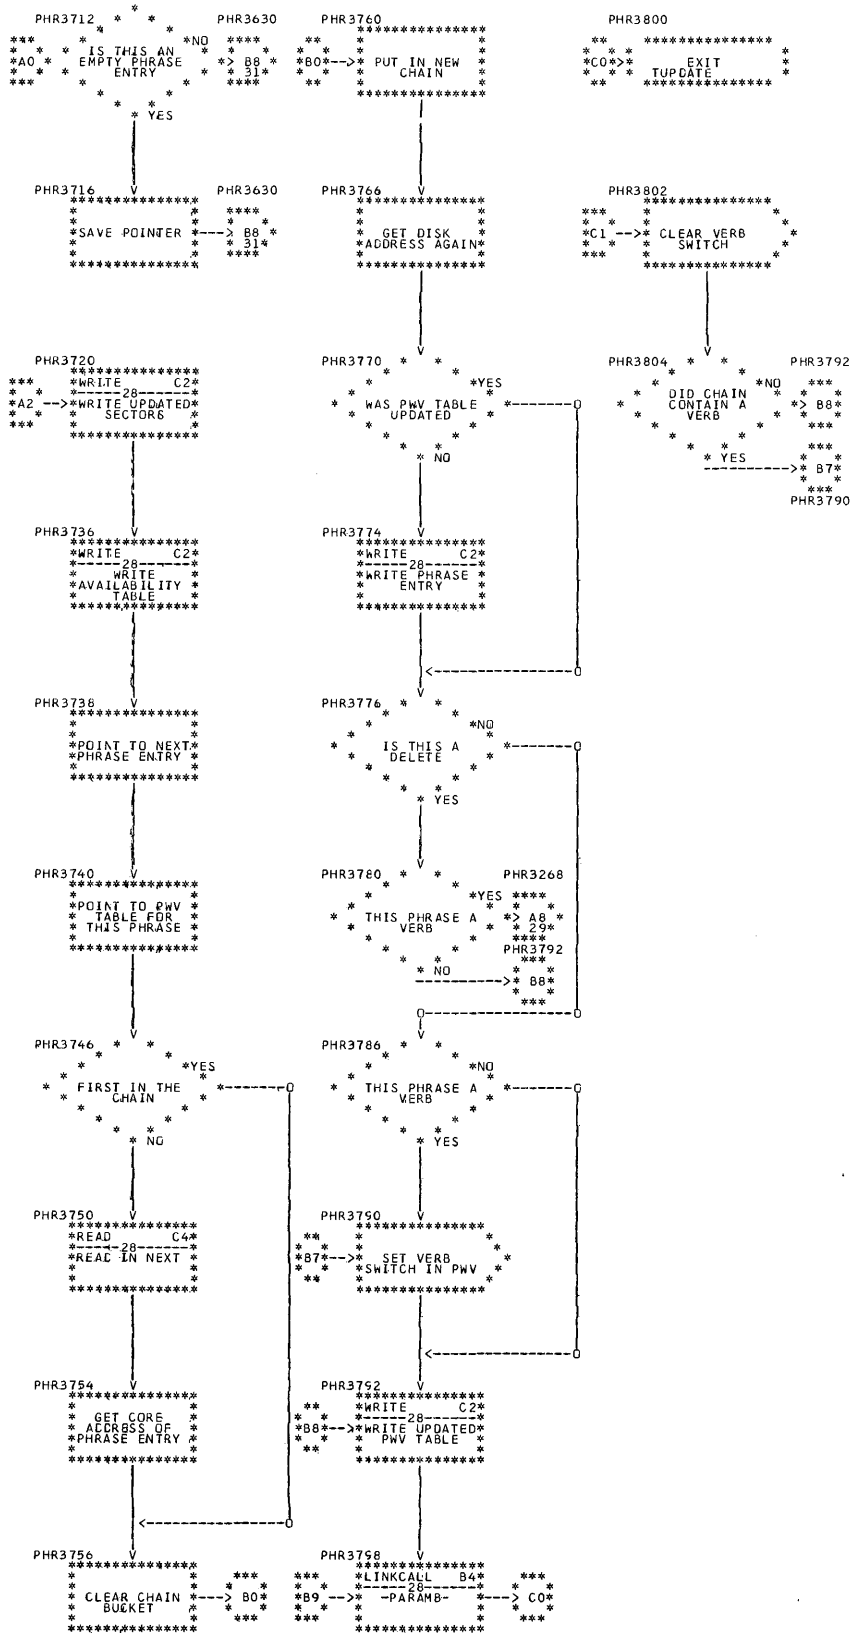 PHR3712
IS THIS AN
EMPTY PHRASE
ENTRY
NO
YES
A0
PHR3630
B8
31
PHR3716
SAVE POINTER
PHR3630
B8
31
PHR3720
A2
WRITE C2
28
WRITE UPDATED
SECTORS
PHR3736
WRITE C2
28
WRITE
AVAILABILITY
TABLE
PHR3738
POINT TO NEXT
PHRASE ENTRY
PHR3740
POINT TO PWV
TABLE FOR
THIS PHRASE
PHR3746
FIRST IN THE
CHAIN
YES
NO
PHR3750
READ C4
28
READ IN NEXT
PHR3754
GET CORE
ADDRESS OF
PHRASE ENTRY
PHR3756
CLEAR CHAIN
BUCKET
B0
PHR3760
B0
PUT IN NEW
CHAIN
PHR3766
GET DISK
ADDRESS AGAIN
PHR3770
WAS PWV TABLE
UPDATED
YES
NO
PHR3774
WRITE C2
28
WRITE PHRASE
ENTRY
PHR3776
IS THIS A
DELETE
NO
YES
PHR3780
THIS PHRASE A
VERB
YES
NO
PHR3268
A8
29
PHR3792
B8
PHR3786
THIS PHRASE A
VERB
NO
YES
PHR3790
B7
SET VERB
SWITCH IN PWV
PHR3792
B8
WRITE C2
28
WRITE UPDATED
PWV TABLE
PHR3798
B9
LINKCALL B4
28
-PARAMB-
C0
PHR3800
C0
EXIT
TUPDATE
PHR3802
C1
CLEAR VERB
SWITCH
PHR3804
DID CHAIN
CONTAIN A
VERB
NO
YES
PHR3792
B8
B7
PHR3790